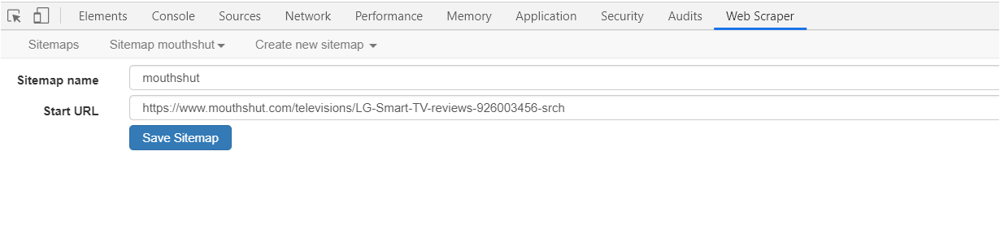 Elements Console Sources Network Performance Memory Application Security Audits Web Scraper
Sitemaps Sitemap mouthshut Create new sitemap
Sitemap name mouthshut
Start URL https://www.mouthshut.com/televisions/LG-Smart-TV-reviews-926003456-srch
Save Sitemap